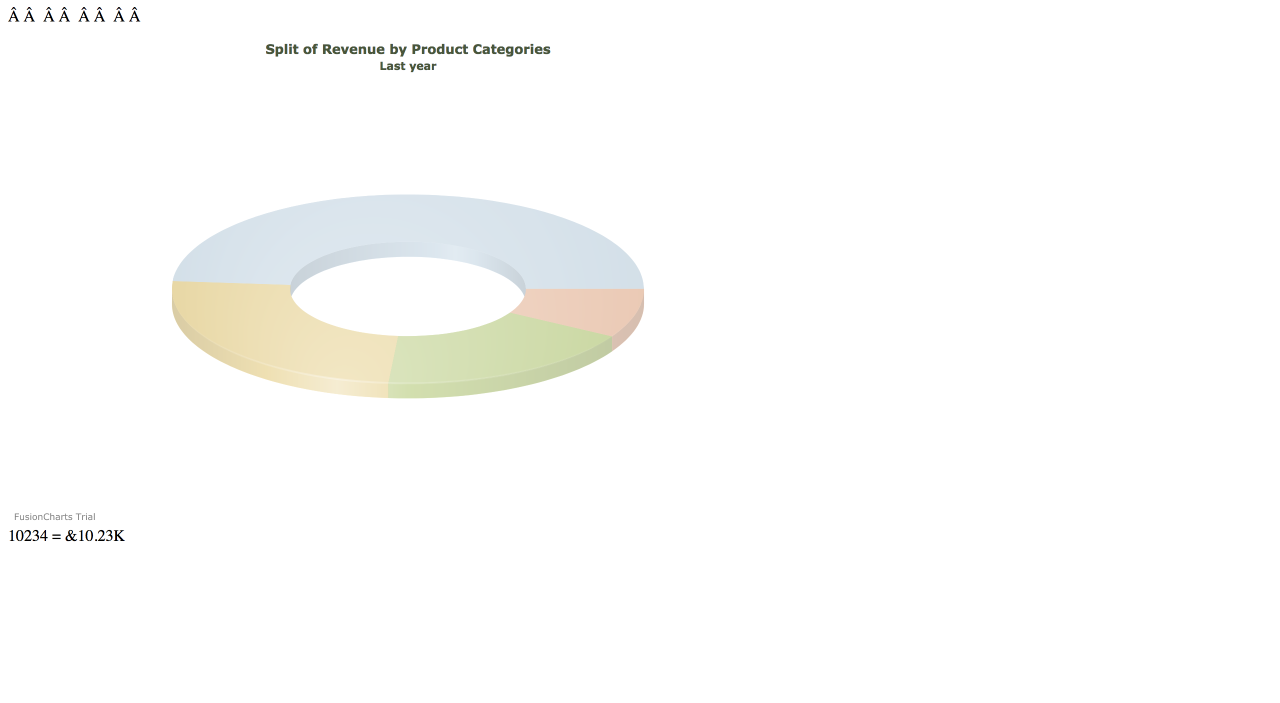 Â Â  Â Â  Â Â  Â Â
Split of Revenue by Product Categories
Last year
FusionCharts Trial
10234 = &10.23K